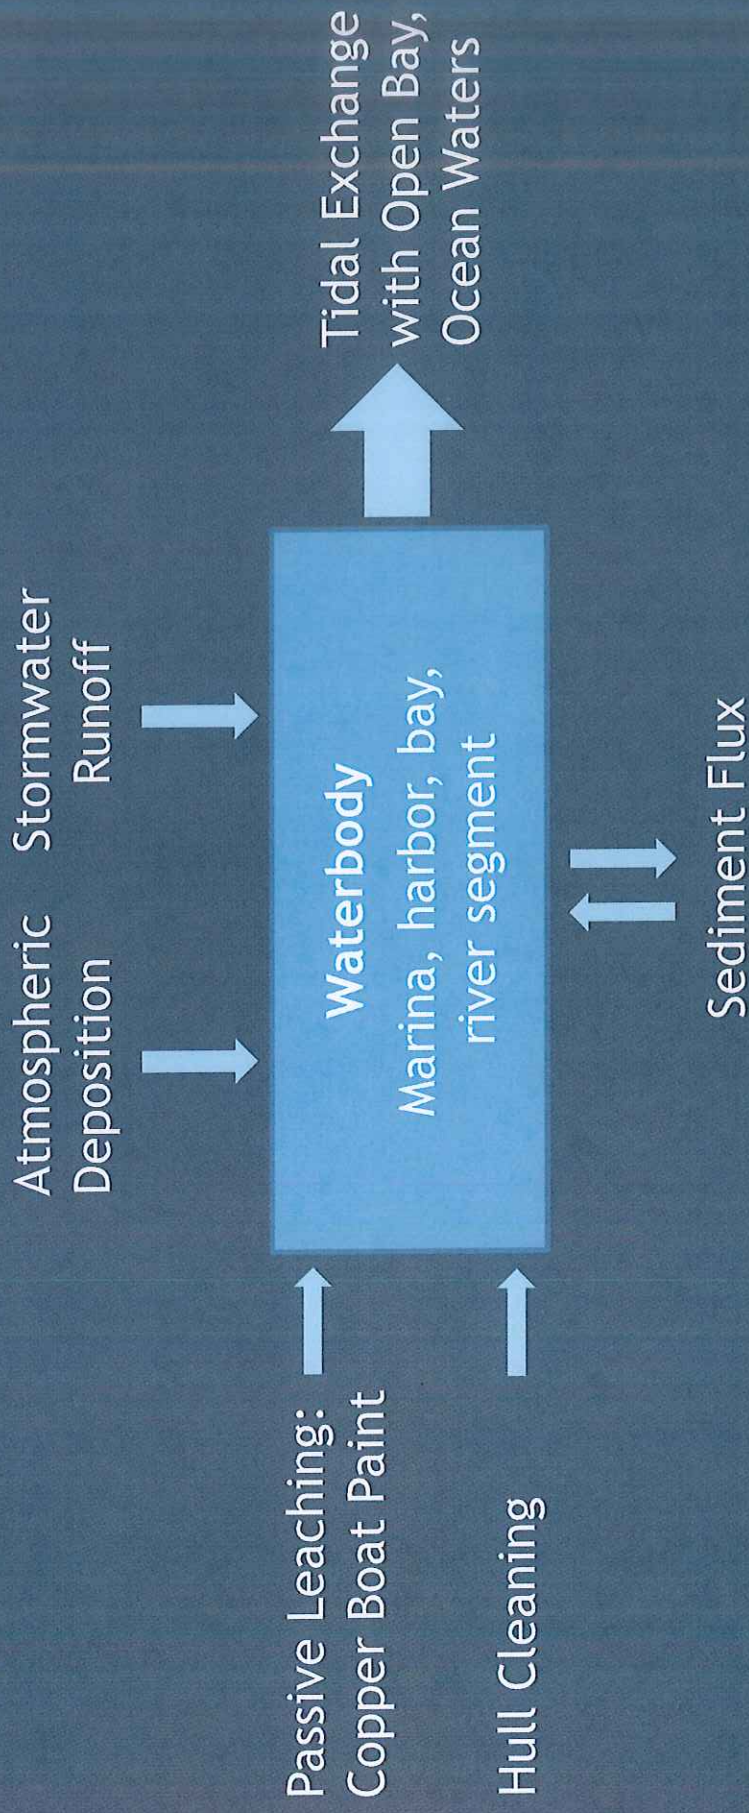 Atmospheric
Deposition
Stormwater
Runoff
Passive Leaching:
Copper Boat Paint
Hull Cleaning
Waterbody
Marina, harbor, bay,
river segment
Tidal Exchange
with Open Bay,
Ocean Waters
Sediment Flux